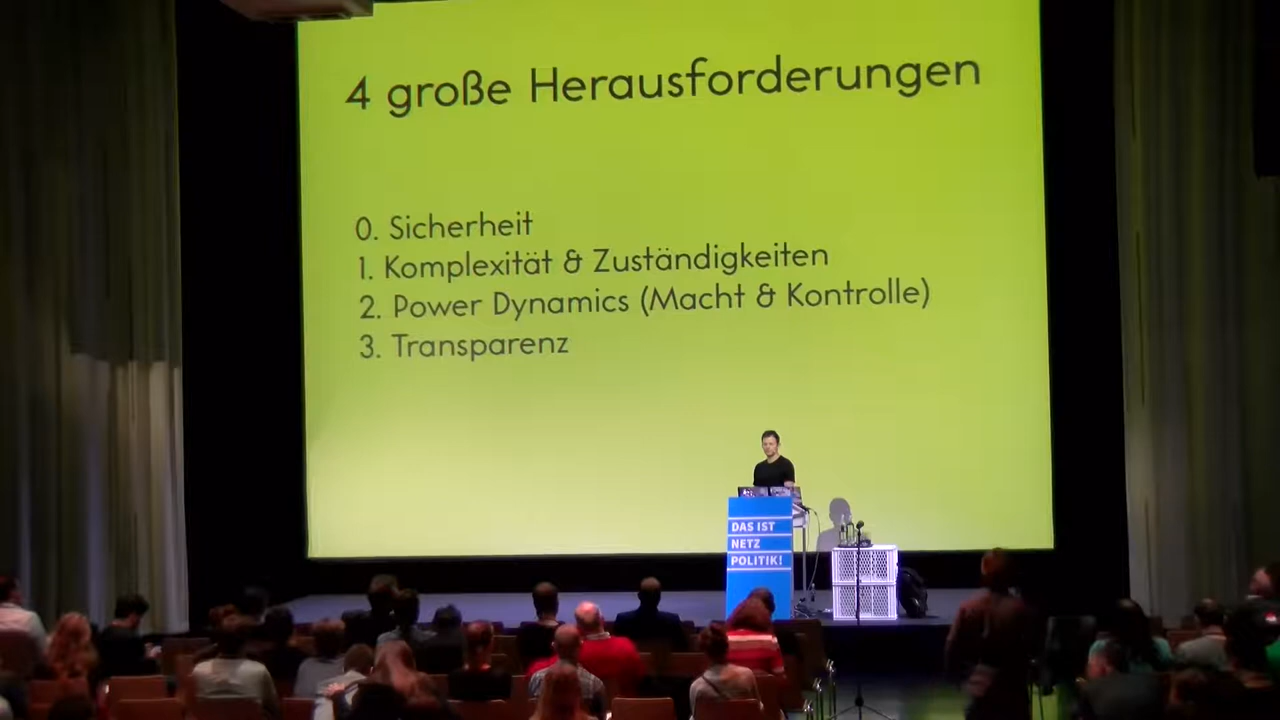 4 große Herausforderungen
0. Sicherheit
1. Komplexität & Zuständigkeiten
2. Power Dynamics (Macht & Kontrolle)
3. Transparenz
DAS IST
NETZ
POLITIK!